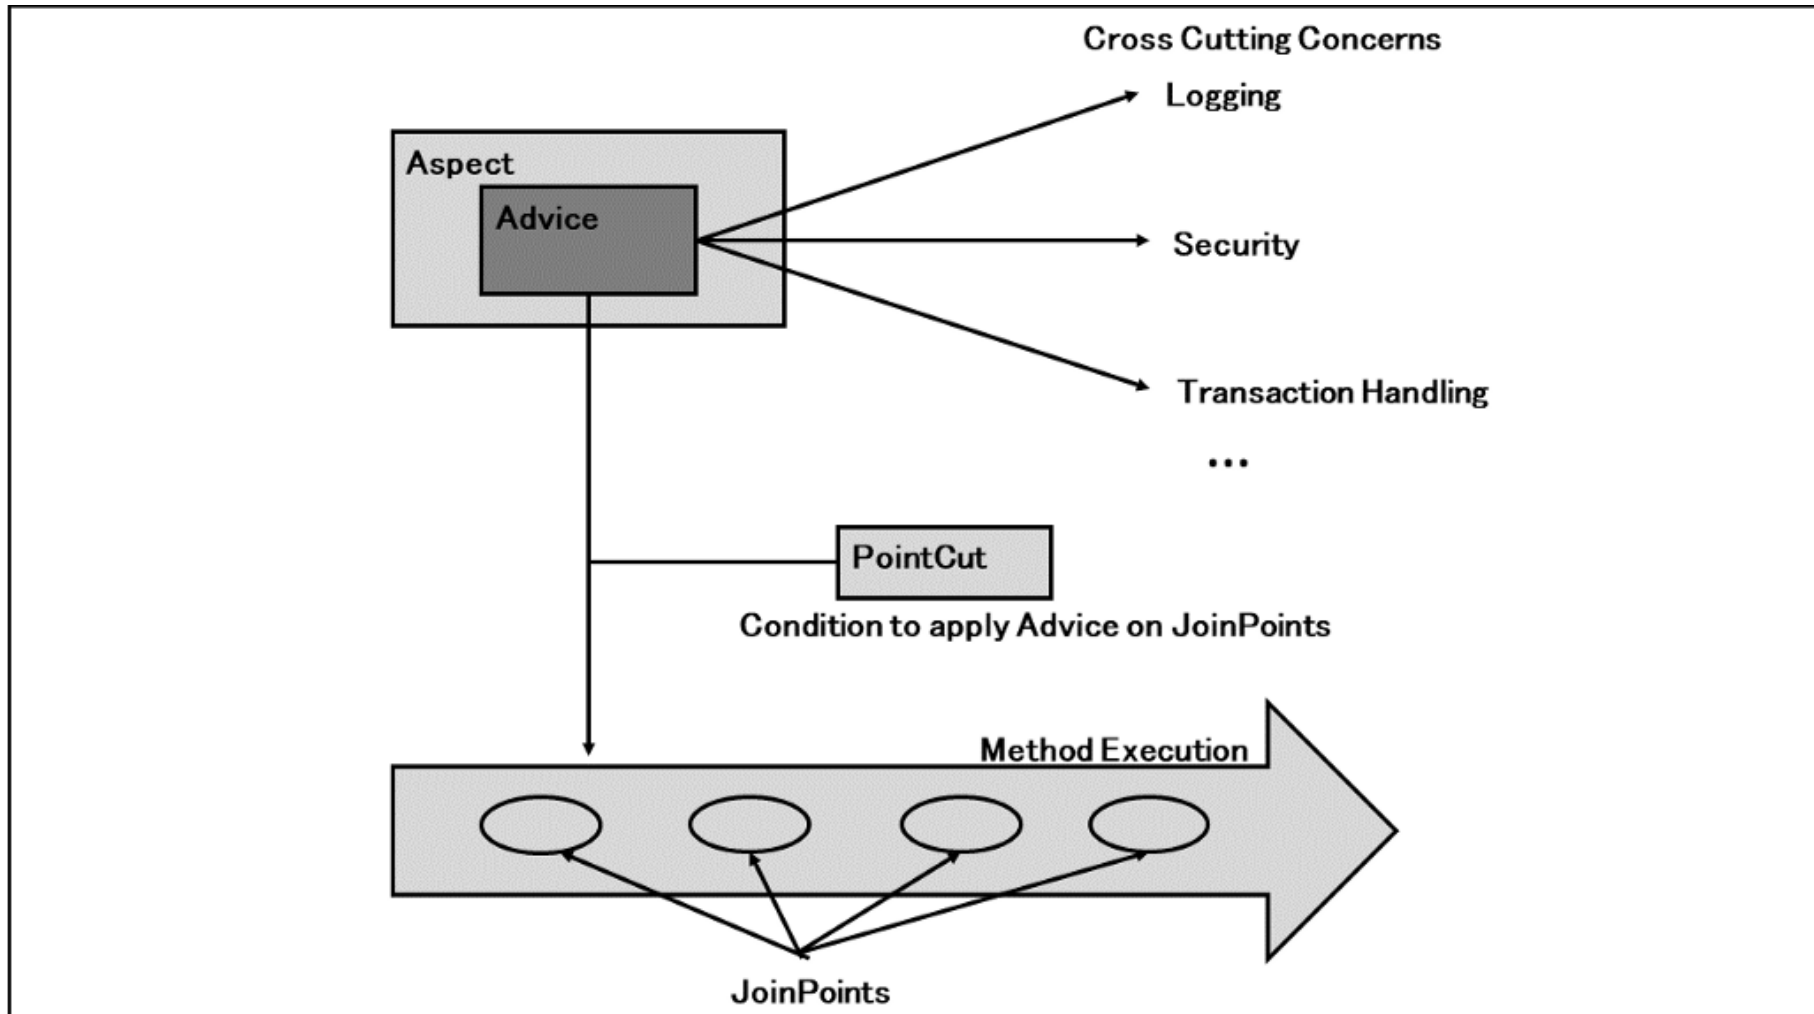 Cross Cutting Concerns
Logging
Aspect
Advice
Security
Transaction Handling
...
PointCut
Condition to apply Advice on JoinPoints
Method Execution
JoinPoints